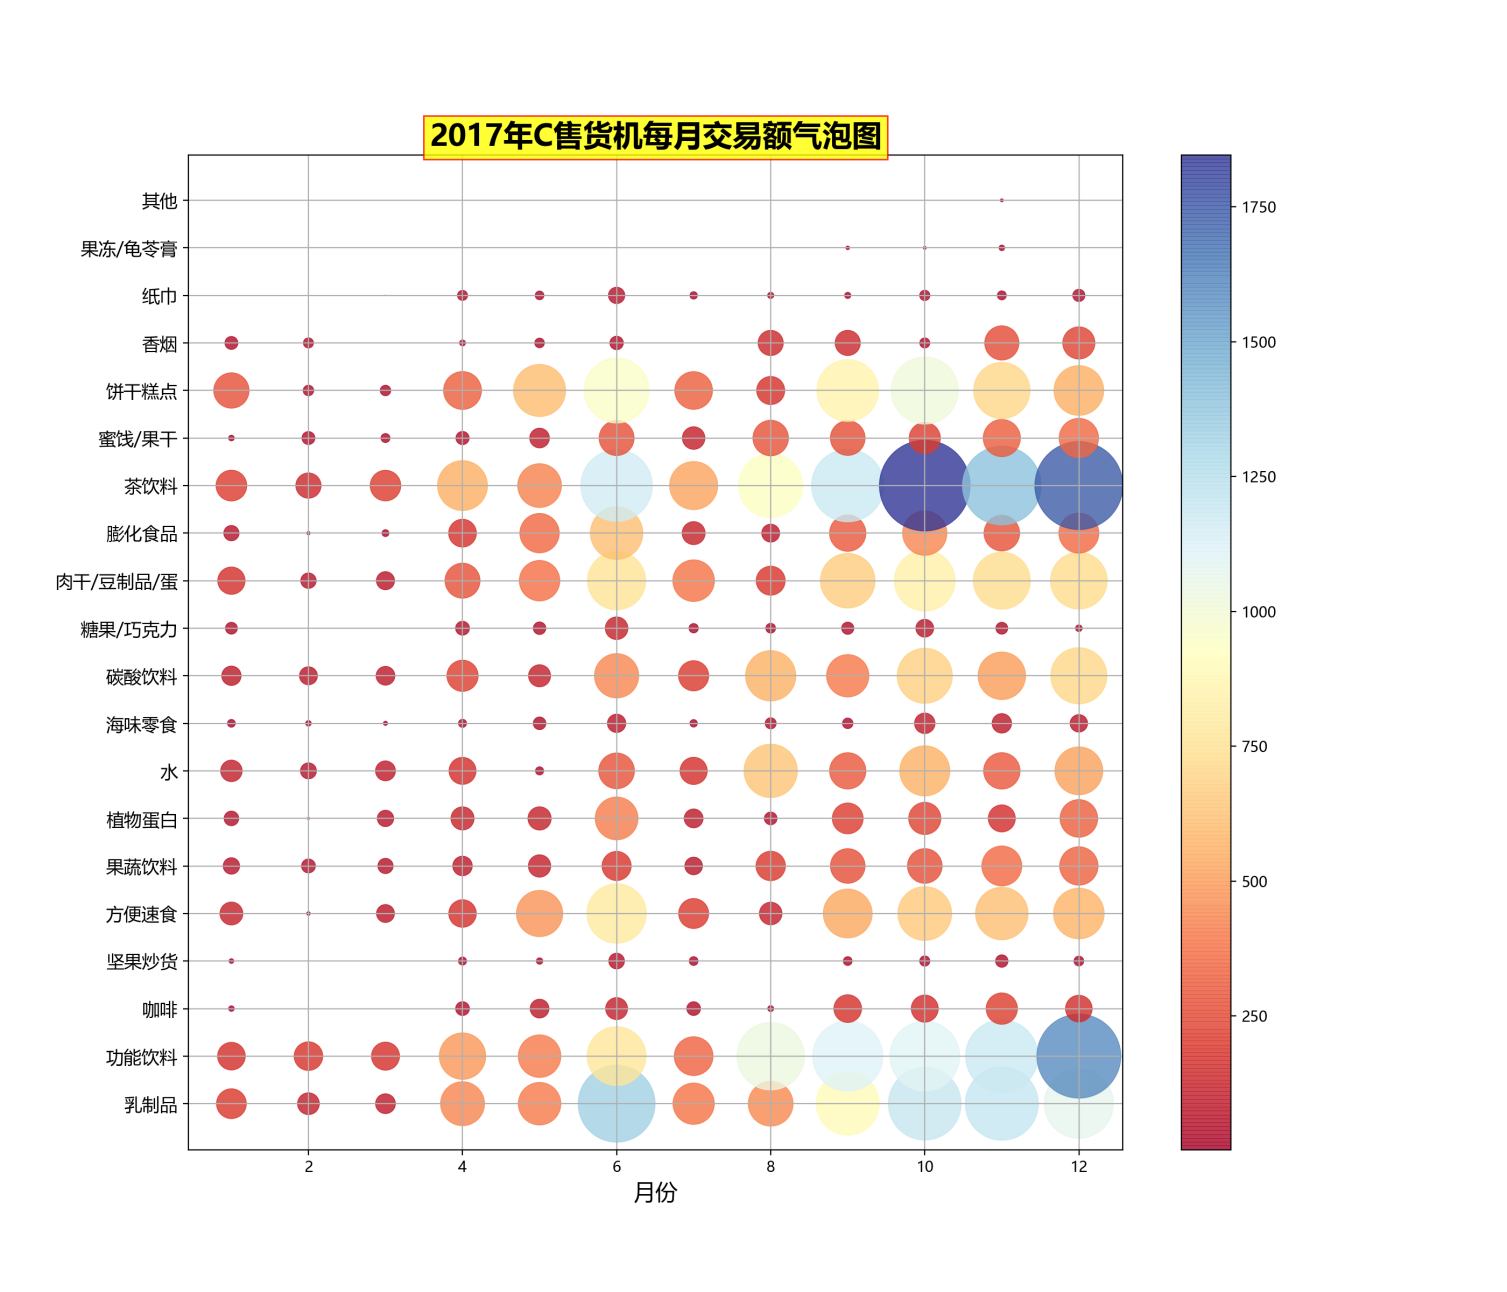 2017年C售货机每月交易额气泡图
其他
果冻/龟苓膏
纸巾
香烟
饼干糕点
蜜饯/果干
茶饮料
膨化食品
肉干/豆制品/蛋
糖果/巧克力
碳酸饮料
海味零食
水
植物蛋白
果蔬饮料
方便速食
坚果炒货
咖啡
功能饮料
乳制品
2 4 6 8 10 12
月份
1750
1500
1250
1000
750
500
250